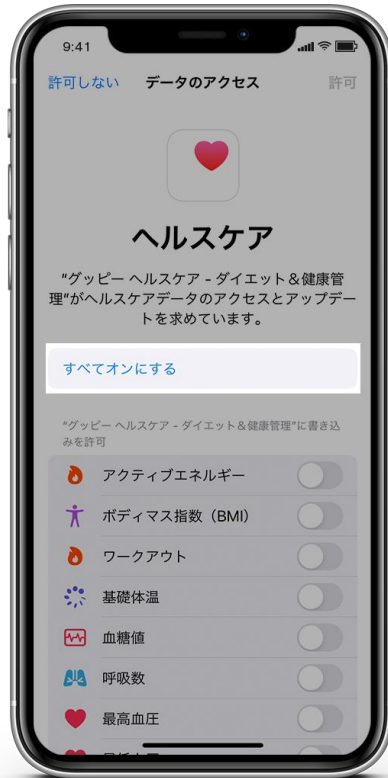 9:41
許可しない データのアクセス 許可
ヘルスケア
“グッピー ヘルスケア - ダイエット＆健康管
理”がヘルスケアデータのアクセスとアップデー
トを求めています。
すべてオンにする
“グッピー ヘルスケア - ダイエット＆健康管理”に書き込
みを許可
アクティブエネルギー
ボディマス指数（BMI）
ワークアウト
基礎体温
血糖値
呼吸数
最高血圧